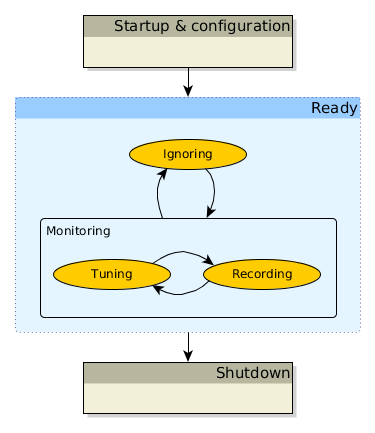 Startup & configuration
Ready
Ignoring
Monitoring
Tuning
Recording
Shutdown